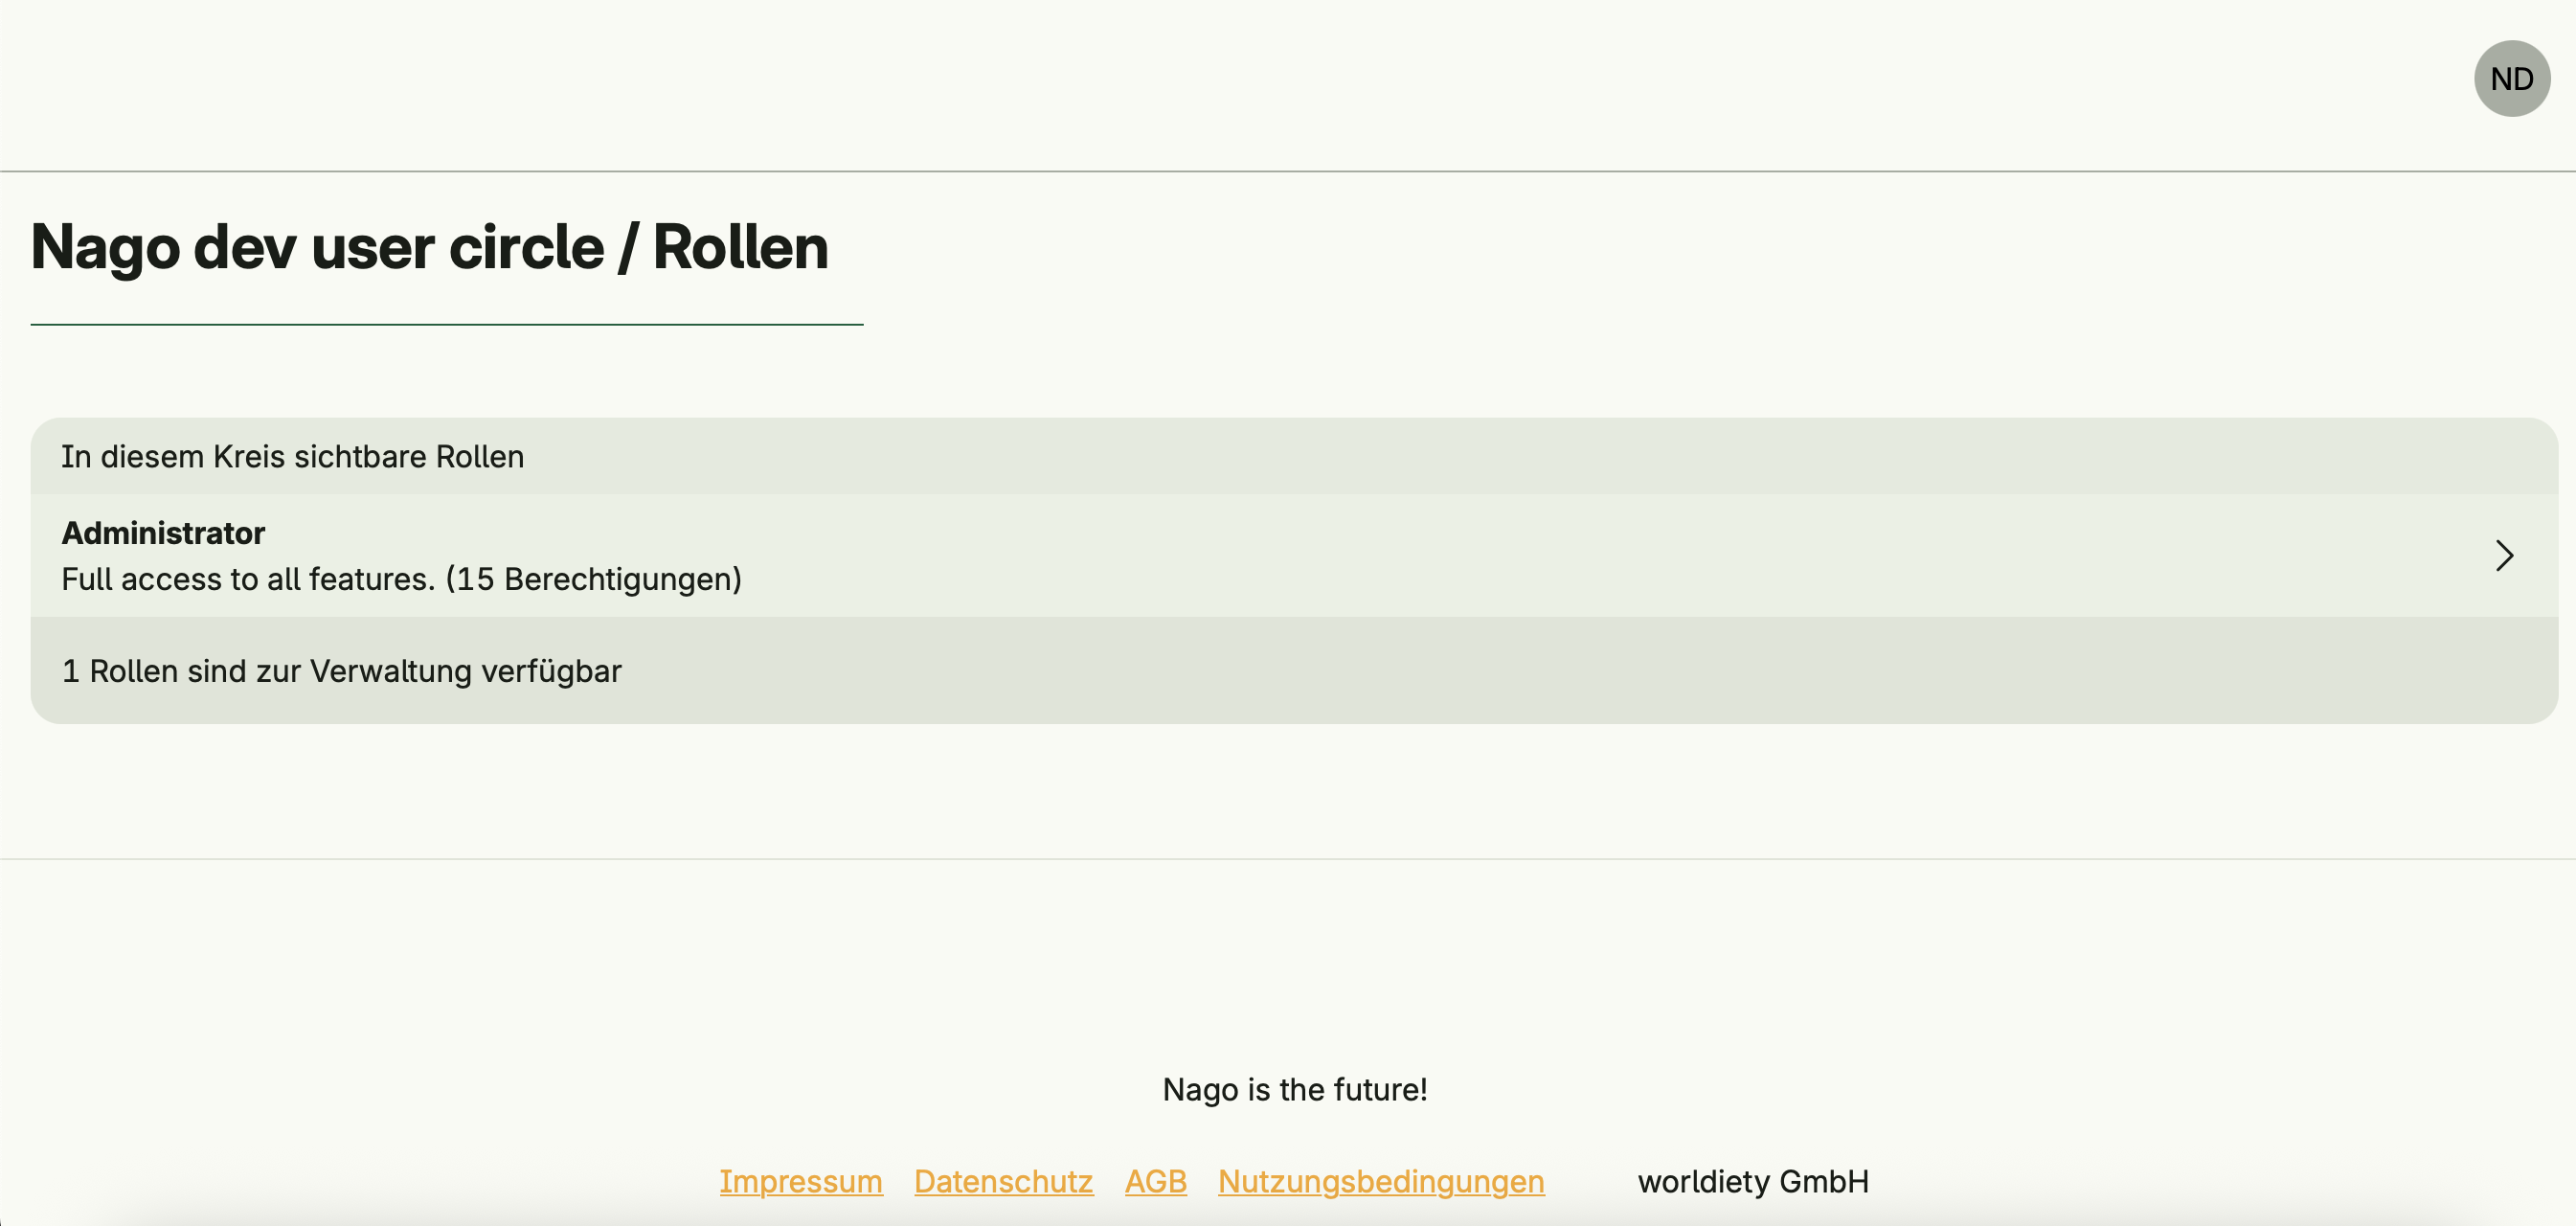 ND
Nago dev user circle / Rollen
In diesem Kreis sichtbare Rollen
Administrator
Full access to all features. (15 Berechtigungen)
1 Rollen sind zur Verwaltung verfügbar
Nago is the future!
Impressum Datenschutz AGB Nutzungsbedingungen worldiety GmbH